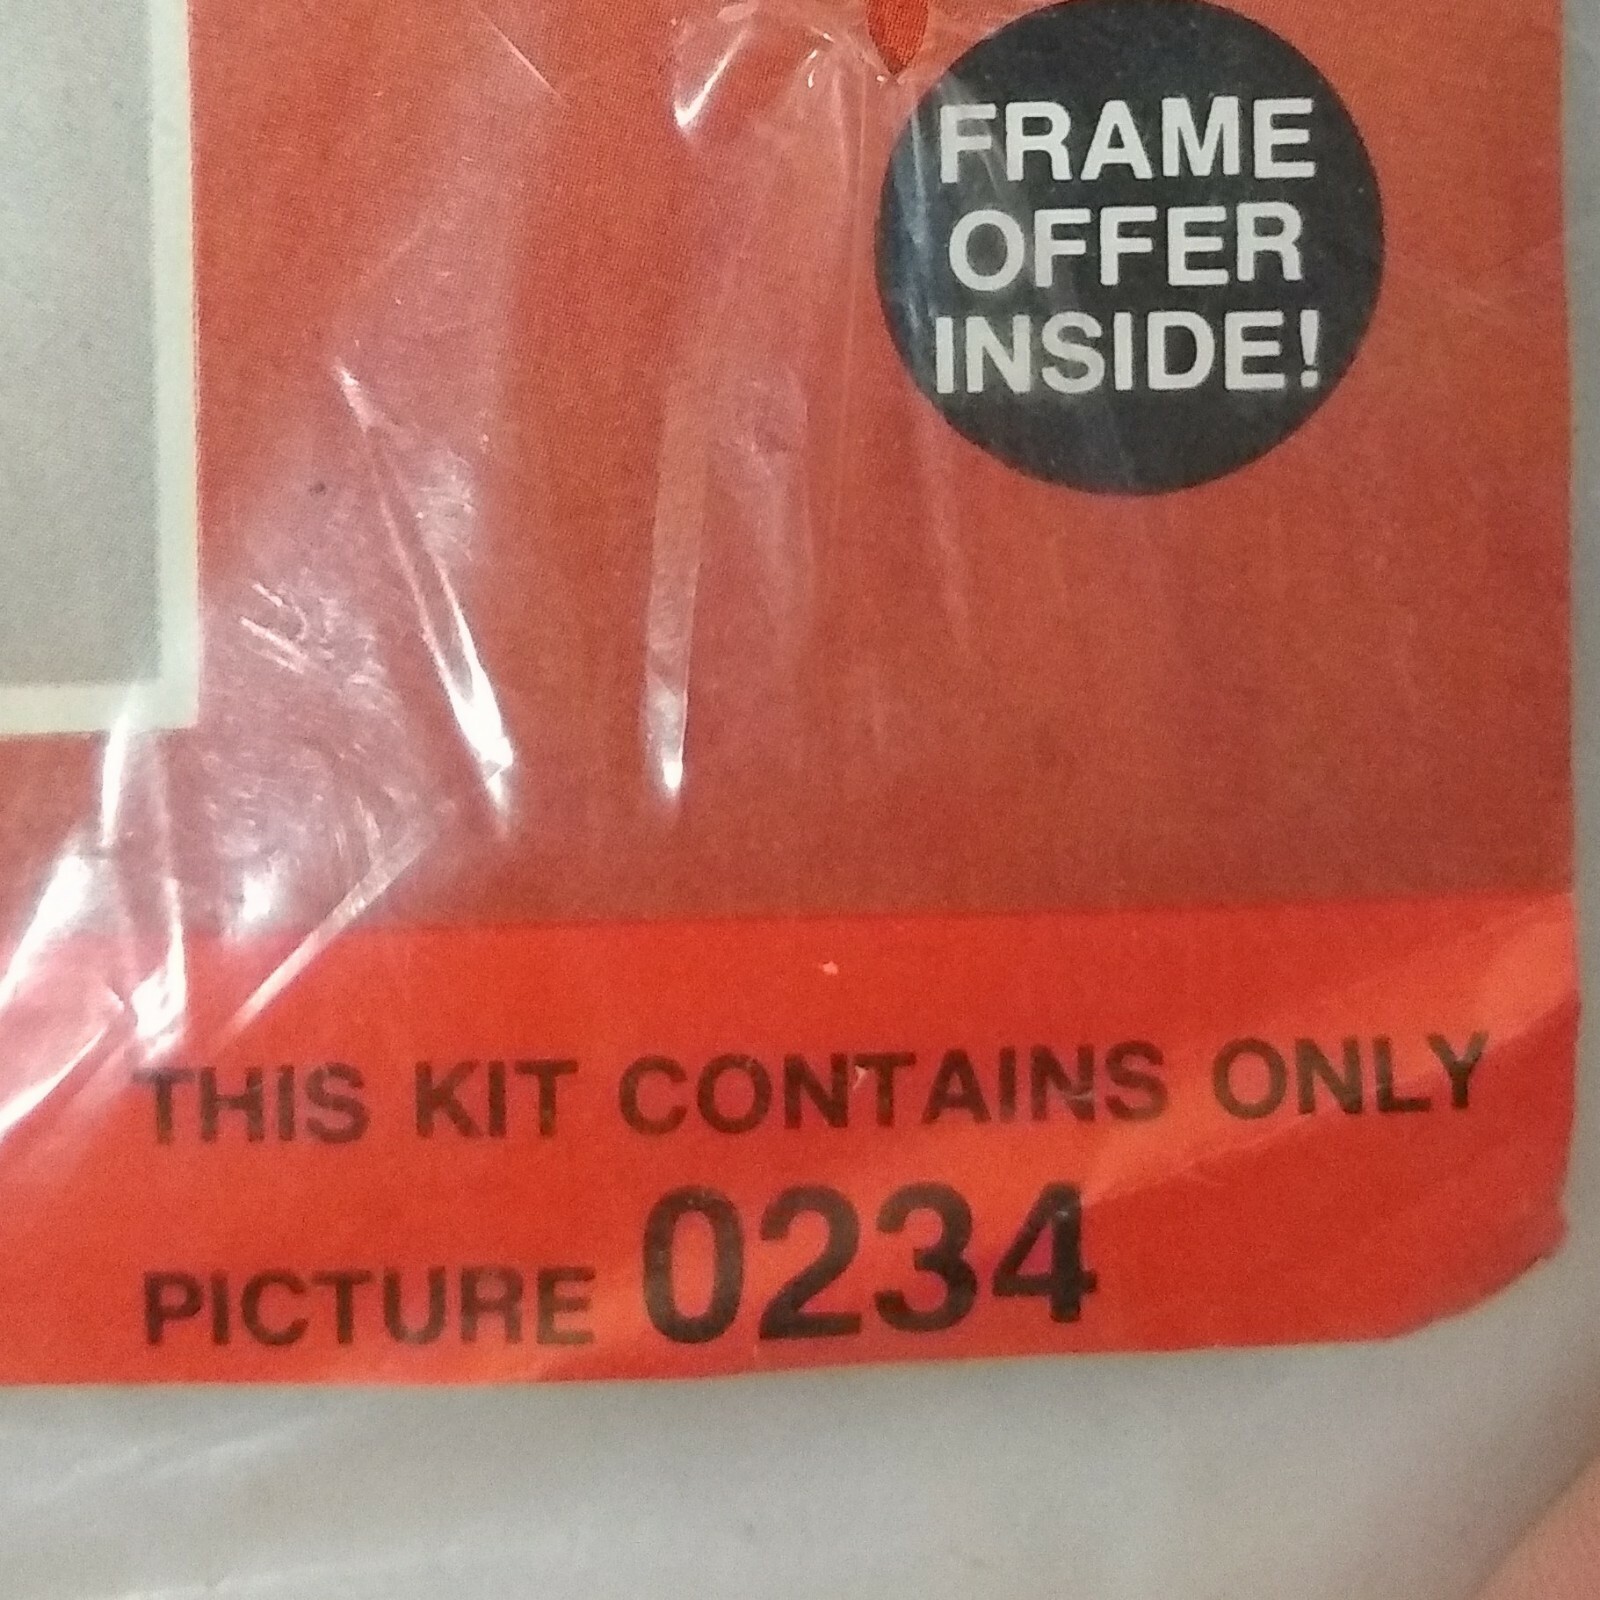 FRAME
OFFER
INSIDE!
THIS KIT CONTAINS ONLY
PICTURE 0234